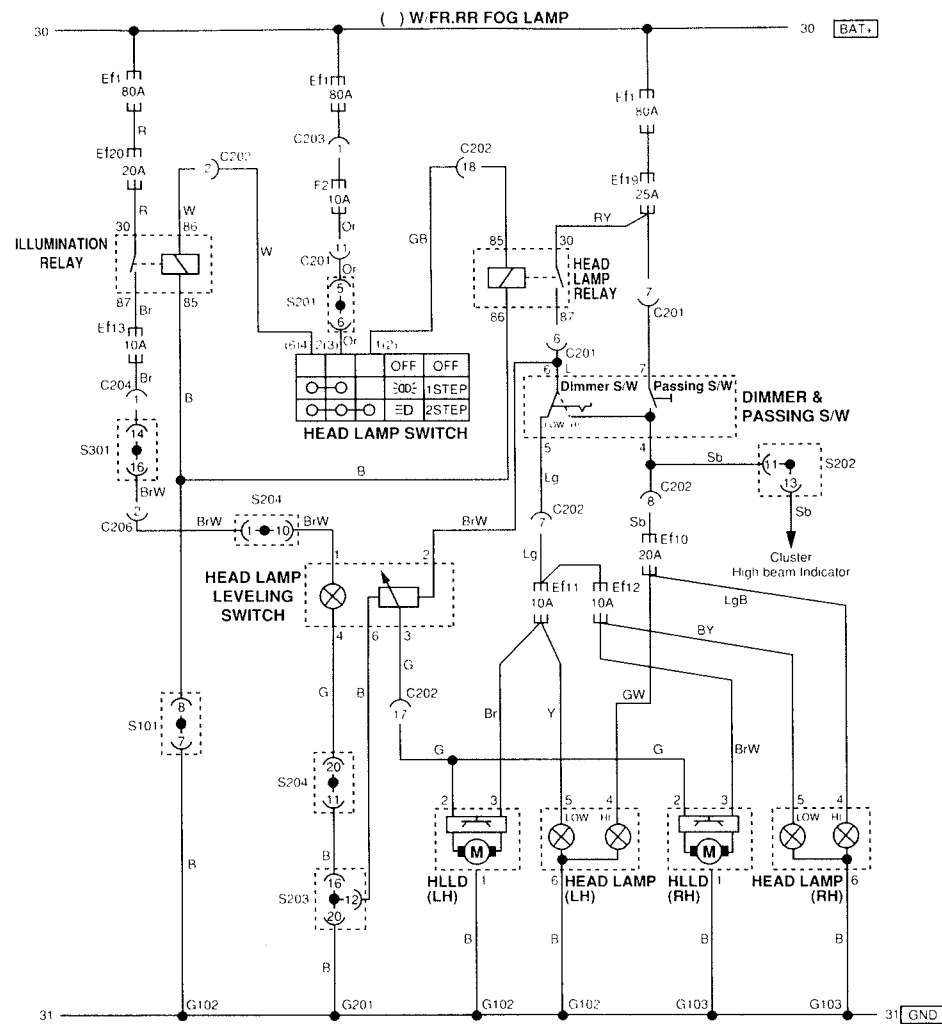 ( ) W/FR.RR FOG LAMP
30
30 BAT+
Ef1
80A
Ef1
80A
Ef1
80A
R
C203
1
C202
2
C202
18
Ef20
20A
F2
10A
Ef19
25A
R
W
Or
GB
RY
30
86
ILLUMINATION
RELAY
W
11
C201
Or
85
30
HEAD
LAMP
RELAY
5
S201
6
7
C201
87
85
Br
86
87
Ef13
10A
Or
6
C201
(6)4
2(3)
1(2)
Br
OFF
OFF
6
L
7
C204
1
1STEP
Dimmer S/W
Passing S/W
DIMMER &
PASSING S/W
B
2STEP
HEAD LAMP SWITCH
LOW
14
S301
16
5
4
Sb
11
S202
B
Lg
13
BrW
S204
C202
8
Sb
2
C206
BrW
1
10
BrW
BrW
C202
7
Sb
Ef10
20A
Cluster
High beam Indicator
1
2
Lg
HEAD LAMP
LEVELING
SWITCH
Ef11
10A
Ef12
10A
LgB
4
6
3
BY
G
B
G
GW
8
S101
7
C202
17
Br
Y
G
G
BrW
20
S204
11
2
3
5
4
2
3
5
4
LOW
HI
LOW
HI
B
B
M
M
16
S203
12
20
HLLD
(LH)
1
6
HEAD LAMP
(LH)
HLLD
(RH)
1
HEAD LAMP
(RH)
6
B
B
B
B
B
G102
G201
G102
G102
G103
G103
31
31 GND